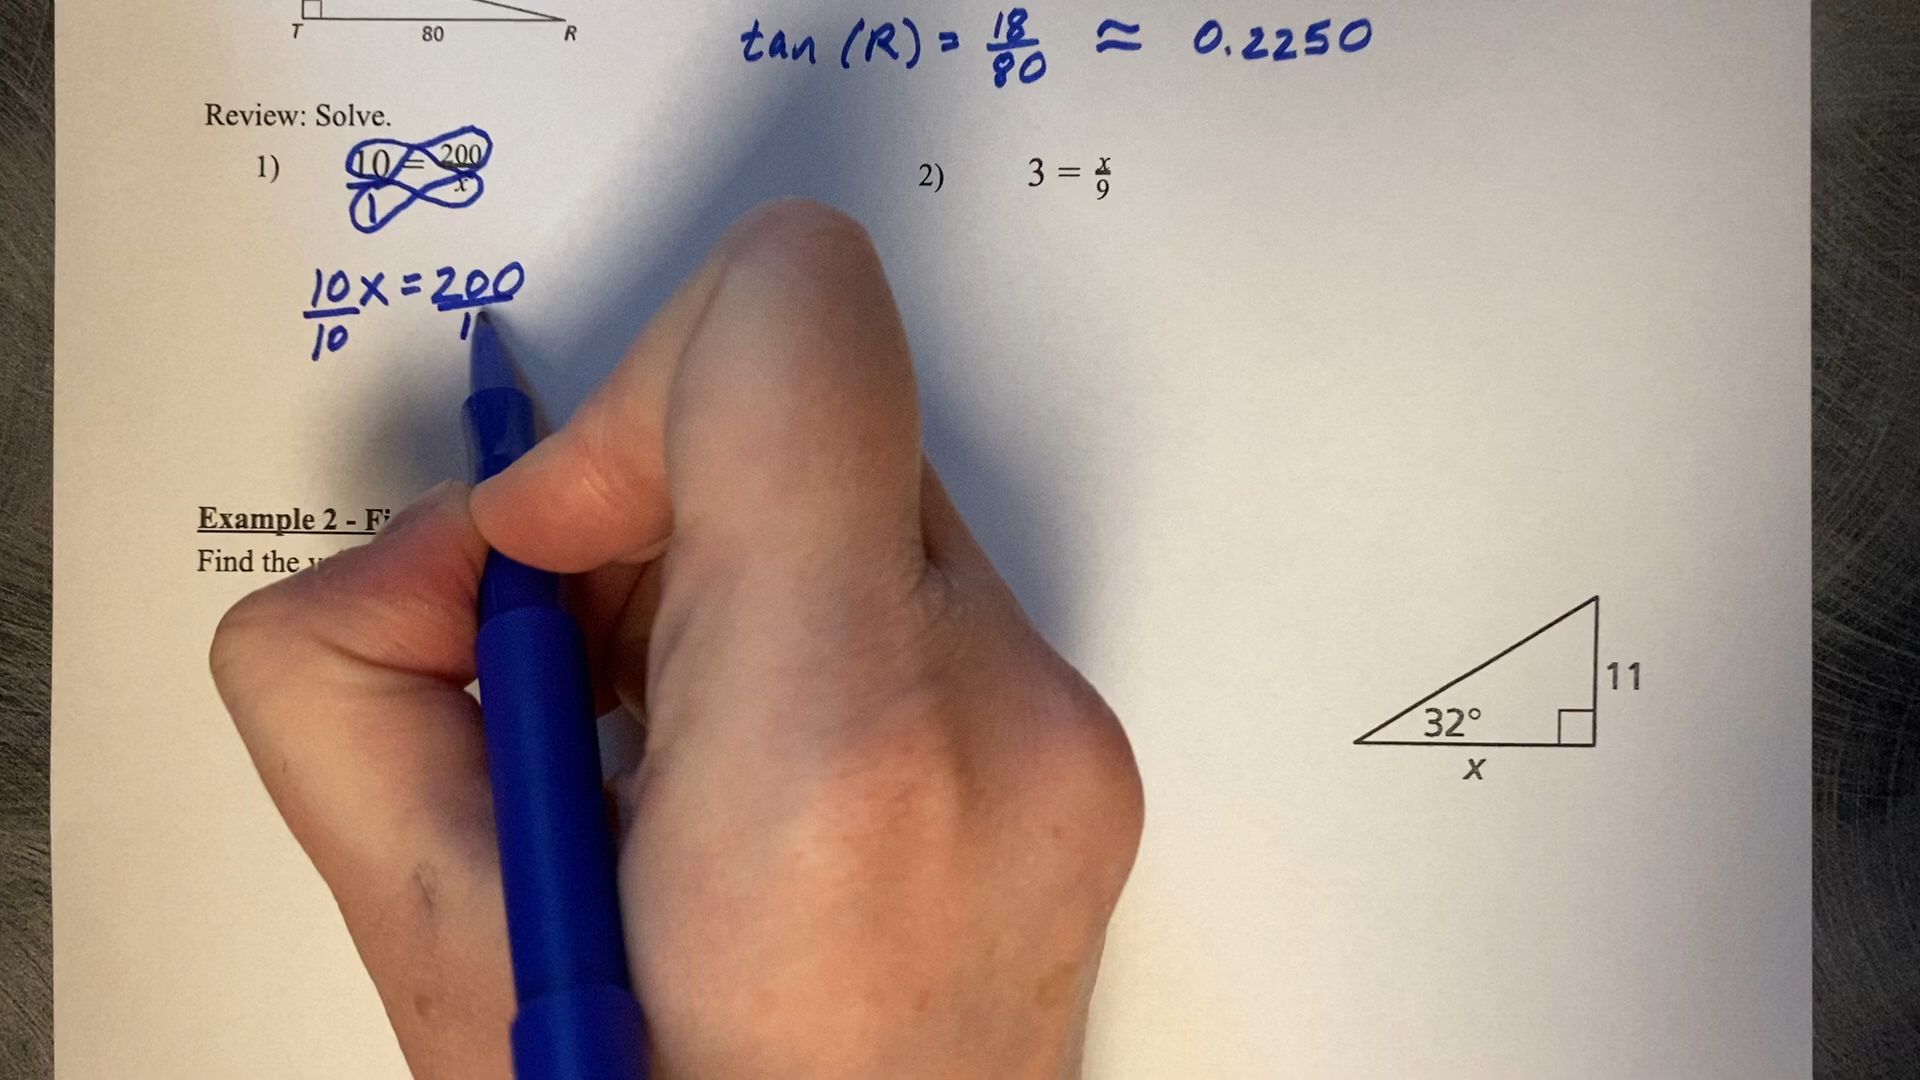 T 80 R
tan (R) = 18/80 ≈ 0.2250
Review: Solve.
1) 10/1 = 200/x
2) 3 = x/9
10x/10 = 200/1
Example 2 - Fi
Find the
11
32°
x